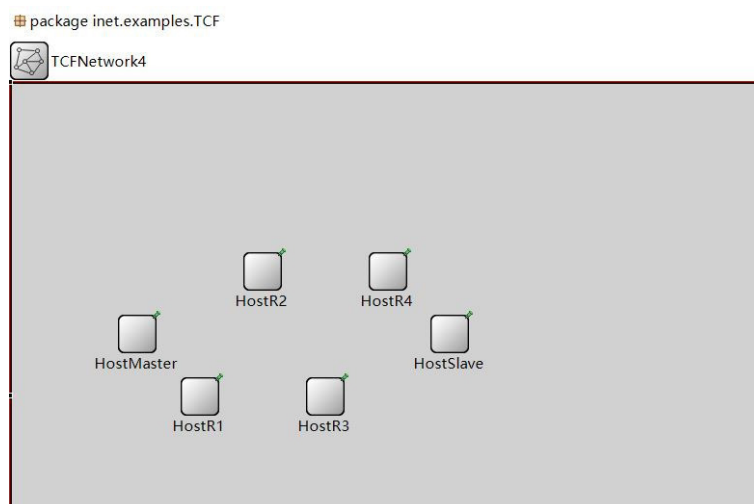 package inet.examples.TCF
TCFNetwork4
HostR2
HostR4
HostMaster
HostSlave
HostR1
HostR3